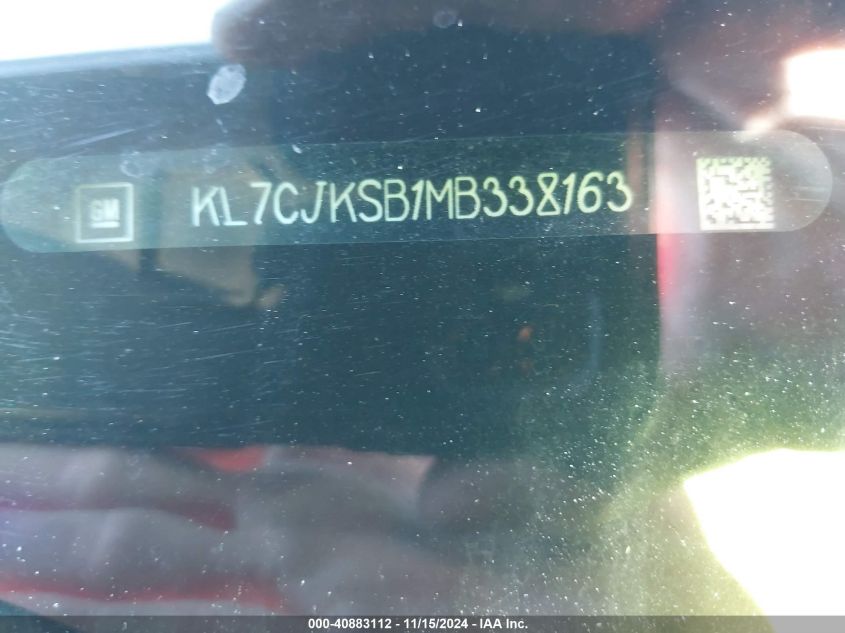 GM KL7CJKSB1MB338163
000-40883112 - 11/15/2024 - IAA Inc.